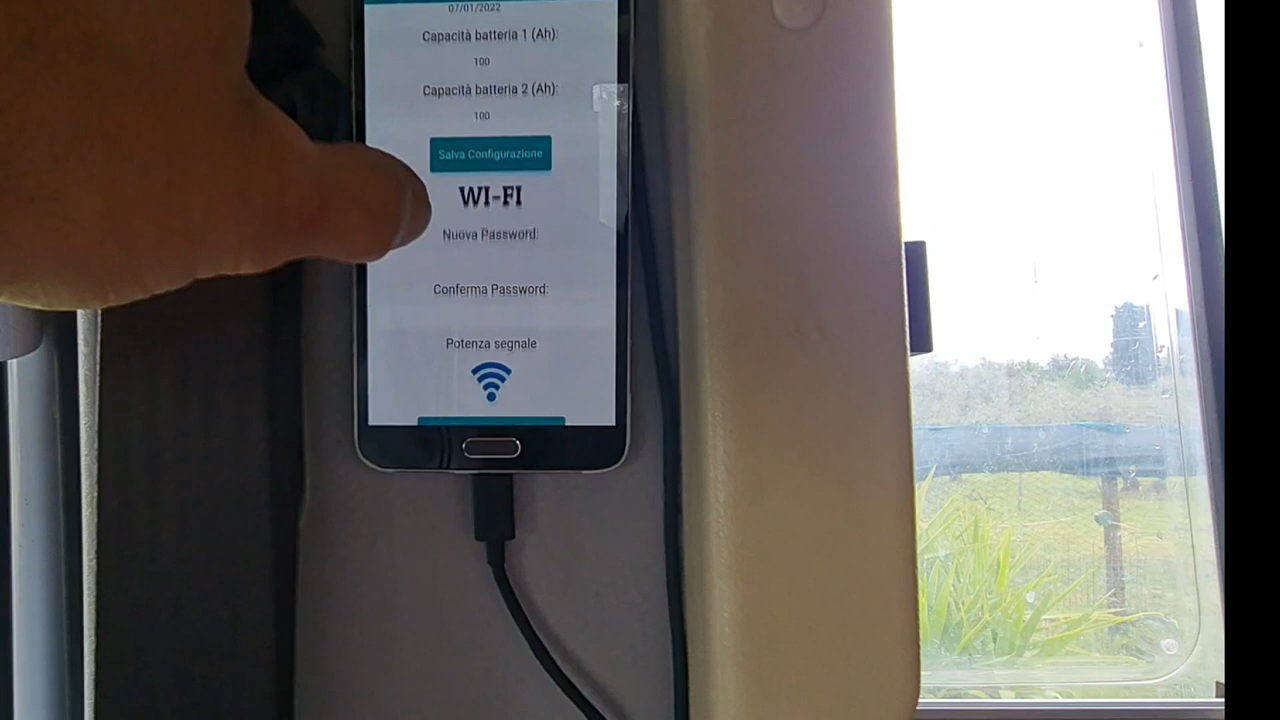 07/01/2022
Capacità batteria 1 (Ah):
100
Capacità batteria 2 (Ah):
100
Salva Configurazione
WI-FI
Nuova Password:
Conferma Password:
Potenza segnale